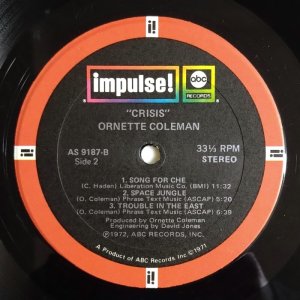 impulse!
abc
RECORDS
"CRISIS"
ORNETTE COLEMAN
AS 9187-B
Side 2
33⅓ RPM
STEREO
1. SONG FOR CHE
(C. Haden) Liberation Music Co. (BMI) 11:32
2. SPACE JUNGLE
(O. Coleman) Phrase Text Music (ASCAP) 5:20
3. TROUBLE IN THE EAST
(O. Coleman) Phrase Text Music (ASCAP) 6:39
Produced by Ornette Coleman
Engineering by David Jones
℗1972, ABC RECORDS, INC.
A Product of ABC Records Inc ©1971